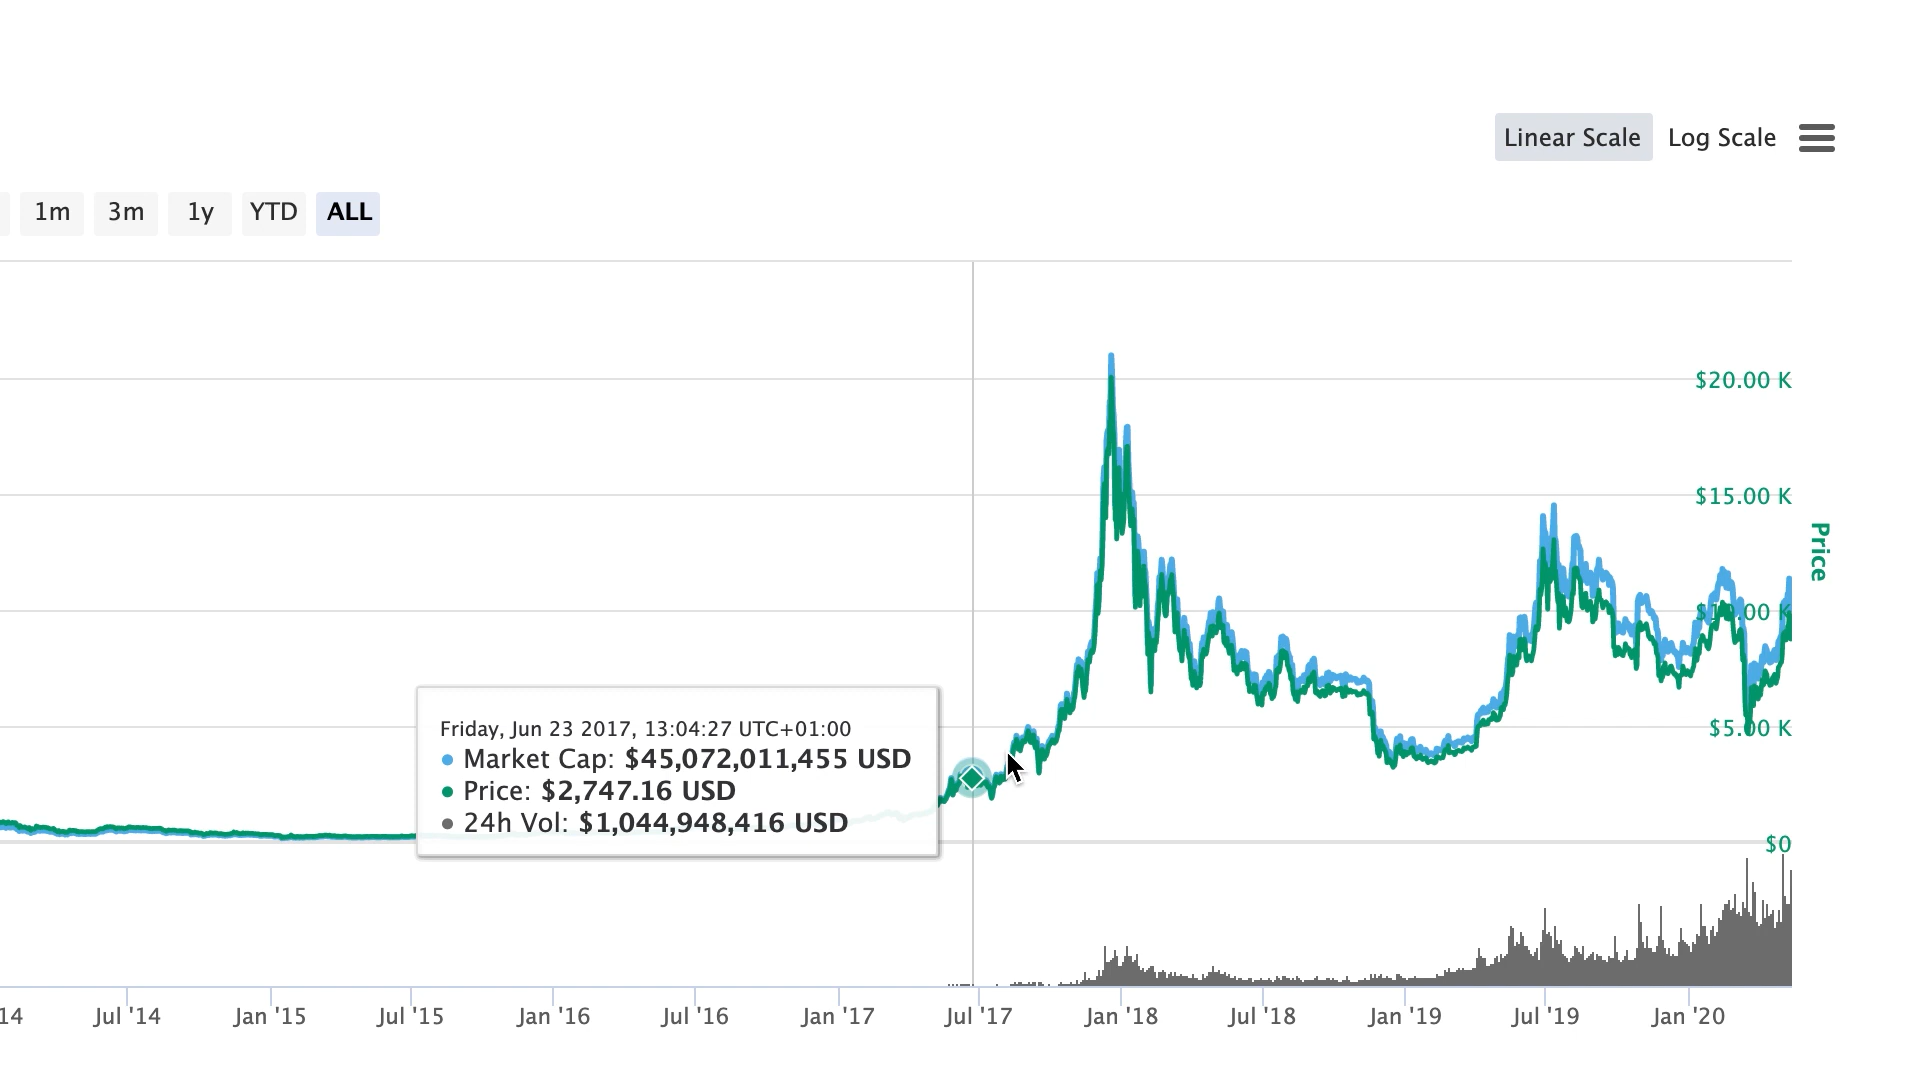 Linear Scale Log Scale
1m 3m 1y YTD ALL
$20.00 K
$15.00 K
Price
$10.00 K
$5.00 K
$0
Friday, Jun 23 2017, 13:04:27 UTC+01:00
Market Cap: $45,072,011,455 USD
Price: $2,747.16 USD
24h Vol: $1,044,948,416 USD
14 Jul '14 Jan '15 Jul '15 Jan '16 Jul '16 Jan '17 Jul '17 Jan '18 Jul '18 Jan '19 Jul '19 Jan '20